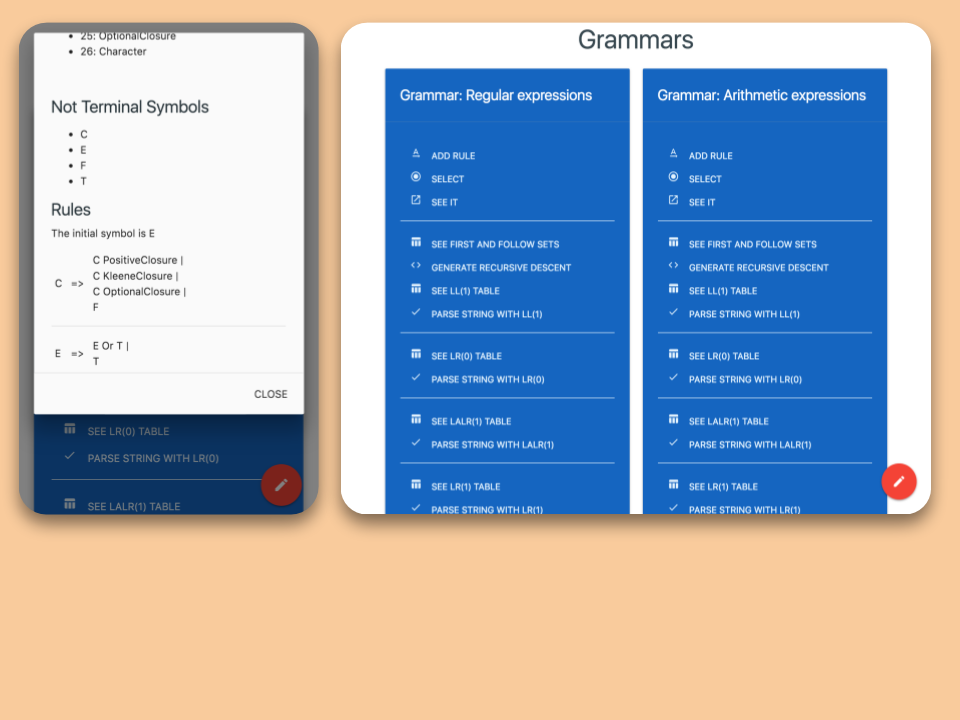 25: OptionalClosure
26: Character
Not Terminal Symbols
C
E
F
T
Rules
The initial symbol is E
C => C PositiveClosure |
C KleeneClosure |
C OptionalClosure |
F
E => E Or T |
T
CLOSE
SEE LR(0) TABLE
PARSE STRING WITH LR(0)
SEE LALR(1) TABLE
Grammars
Grammar: Regular expressions
ADD RULE
SELECT
SEE IT
SEE FIRST AND FOLLOW SETS
GENERATE RECURSIVE DESCENT
SEE LL(1) TABLE
PARSE STRING WITH LL(1)
SEE LR(0) TABLE
PARSE STRING WITH LR(0)
SEE LALR(1) TABLE
PARSE STRING WITH LALR(1)
SEE LR(1) TABLE
PARSE STRING WITH LR(1)
Grammar: Arithmetic expressions
ADD RULE
SELECT
SEE IT
SEE FIRST AND FOLLOW SETS
GENERATE RECURSIVE DESCENT
SEE LL(1) TABLE
PARSE STRING WITH LL(1)
SEE LR(0) TABLE
PARSE STRING WITH LR(0)
SEE LALR(1) TABLE
PARSE STRING WITH LALR(1)
SEE LR(1) TABLE
PARSE STRING WITH LR(1)